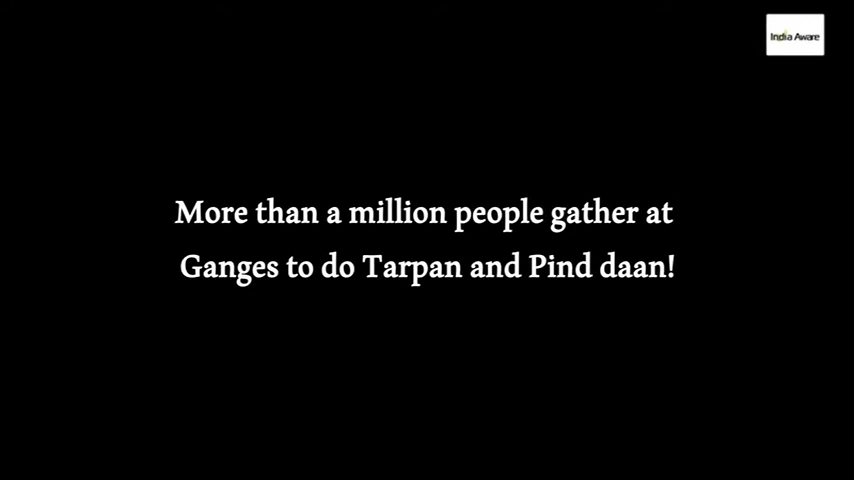 India Aware
More than a million people gather at
Ganges to do Tarpan and Pind daan!